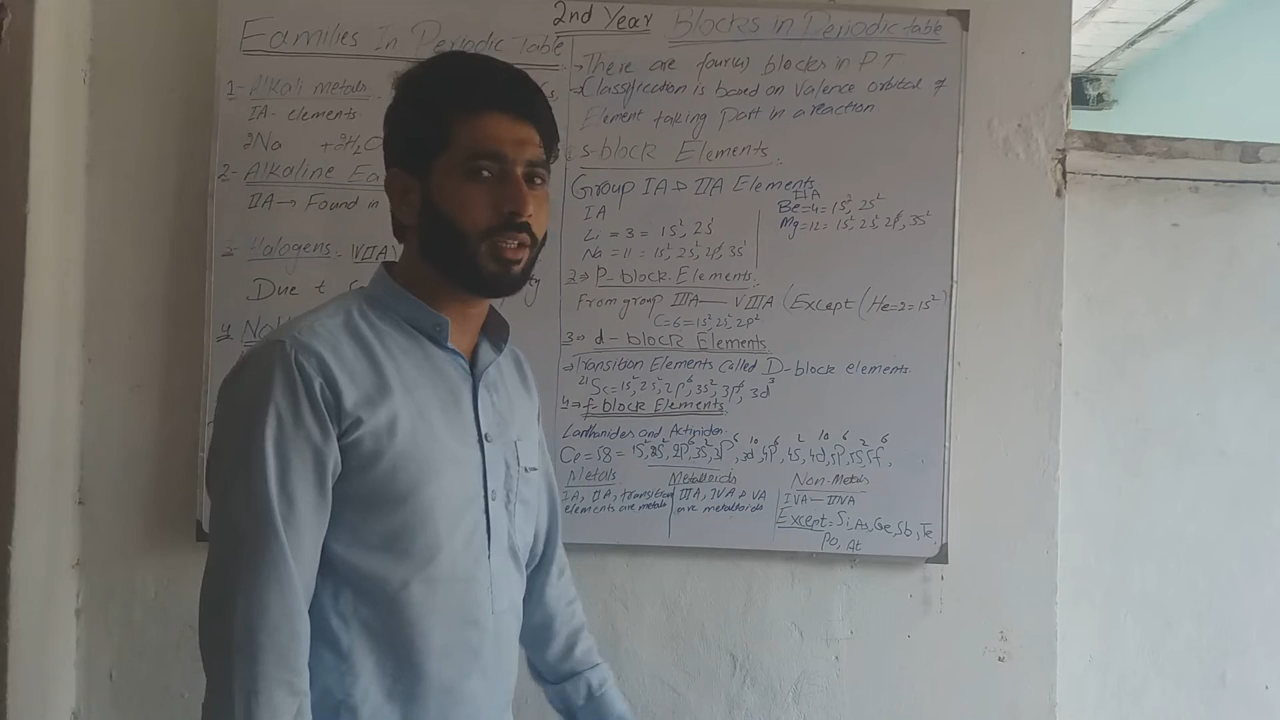 2nd Year
Families In Periodic Table
1- Alkali metals.
IA- elements
2Na +2H₂O
2- Alkaline Ea
IIA→ Found in
3- Halogens: (VIIA)
Due t
4
Blocks in Periodic table
→There are four(4) blocks in P T
→Classification is based on Valence orbital of
Element taking part in a reaction
s-block Elements.
Group IA & IIA Elements
IA
Li = 3 = 1S², 2S¹
Na = 11 = 1S², 2S², 2P⁶, 3S¹
IIA
Be=4= 1S², 2S²
Mg=12= 1S², 2S², 2P⁶, 3S²
2⇒ P-block Elements.
From group IIIA — VIIIA (Except (He=2=1S²)
C=6=1S², 2S², 2P²
3⇒ d-block Elements
→Transition Elements Called D-block elements.
²¹Sc=1S², 2S², 2P⁶, 3S², 3P⁶, 3d³
4⇒ f-block Elements
Lanthanides and Actinides.
Ce=58=
Metals
IA, IIA, transition
elements are metals
Metalloids
IIIA, IVA & VA
are metalloids
Non-Metals
IVA — IIVA
Except= Si, As, Ge, Sb, Te,
Po, At